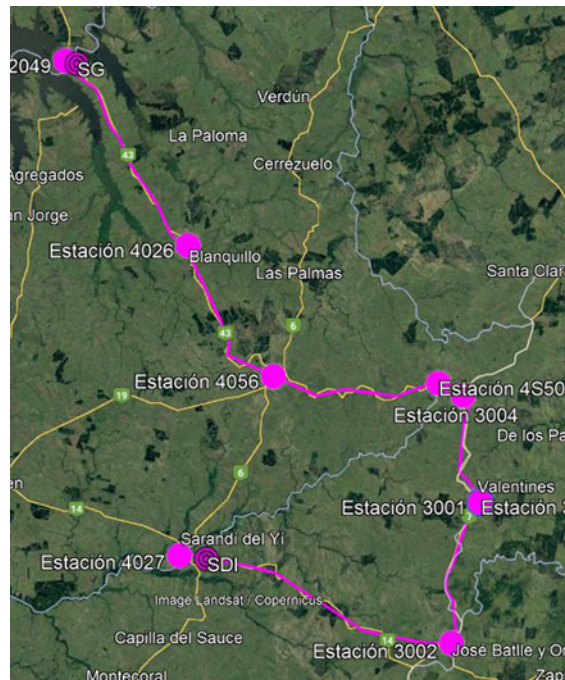 2049
SG
Verdún
La Paloma
43
Cerrezuelo
Agregados
an Jorge
Estación 4026
Blanquillo
Las Palmas
Santa Clar
6
43
Estación 4056
Estación 4S50
19
Estación 3004
De los Pa
6
en
Valentines
14
Estación 3001
Estación 3
Sarandí del Yí
Estación 4027
SDI
Image Landsat / Copernicus
Capilla del Sauce
14
Estación 3002
José Batlle y Or
Montecoral
Zap